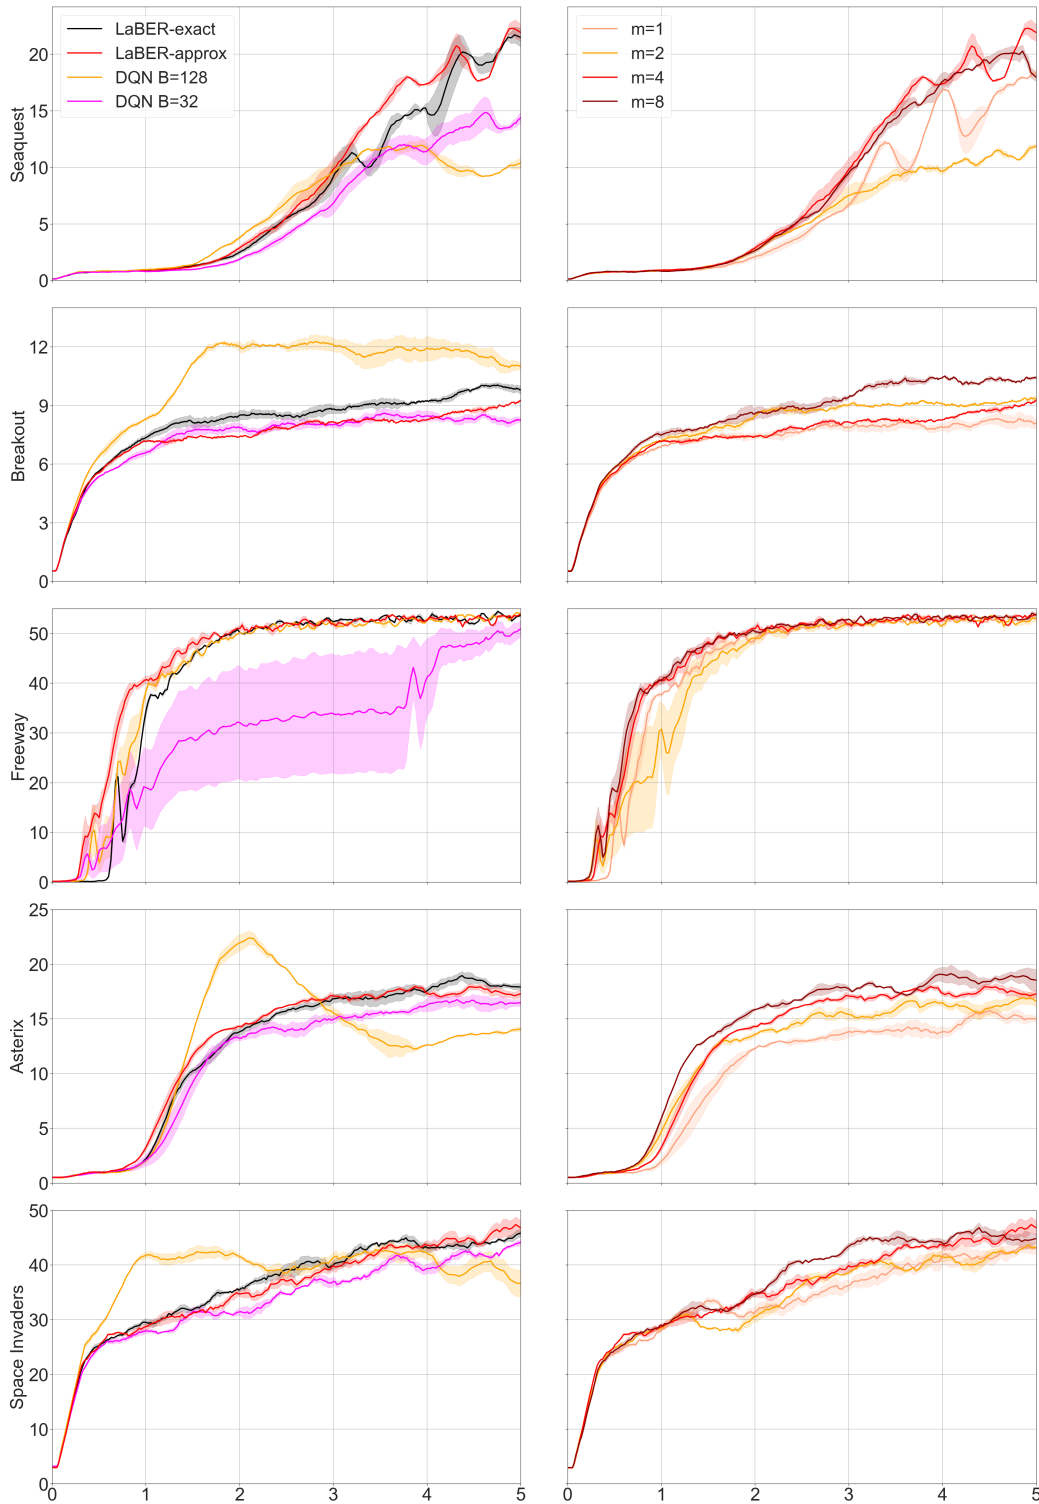 LaBER-exact
LaBER-approx
DQN B=128
DQN B=32
m=1
m=2
m=4
m=8
Seaquest
20
15
10
5
0
Breakout
12
9
6
3
0
Freeway
50
40
30
20
10
0
Asterix
25
20
15
10
5
0
Space Invaders
50
40
30
20
10
0
0 1 2 3 4 5
0 1 2 3 4 5